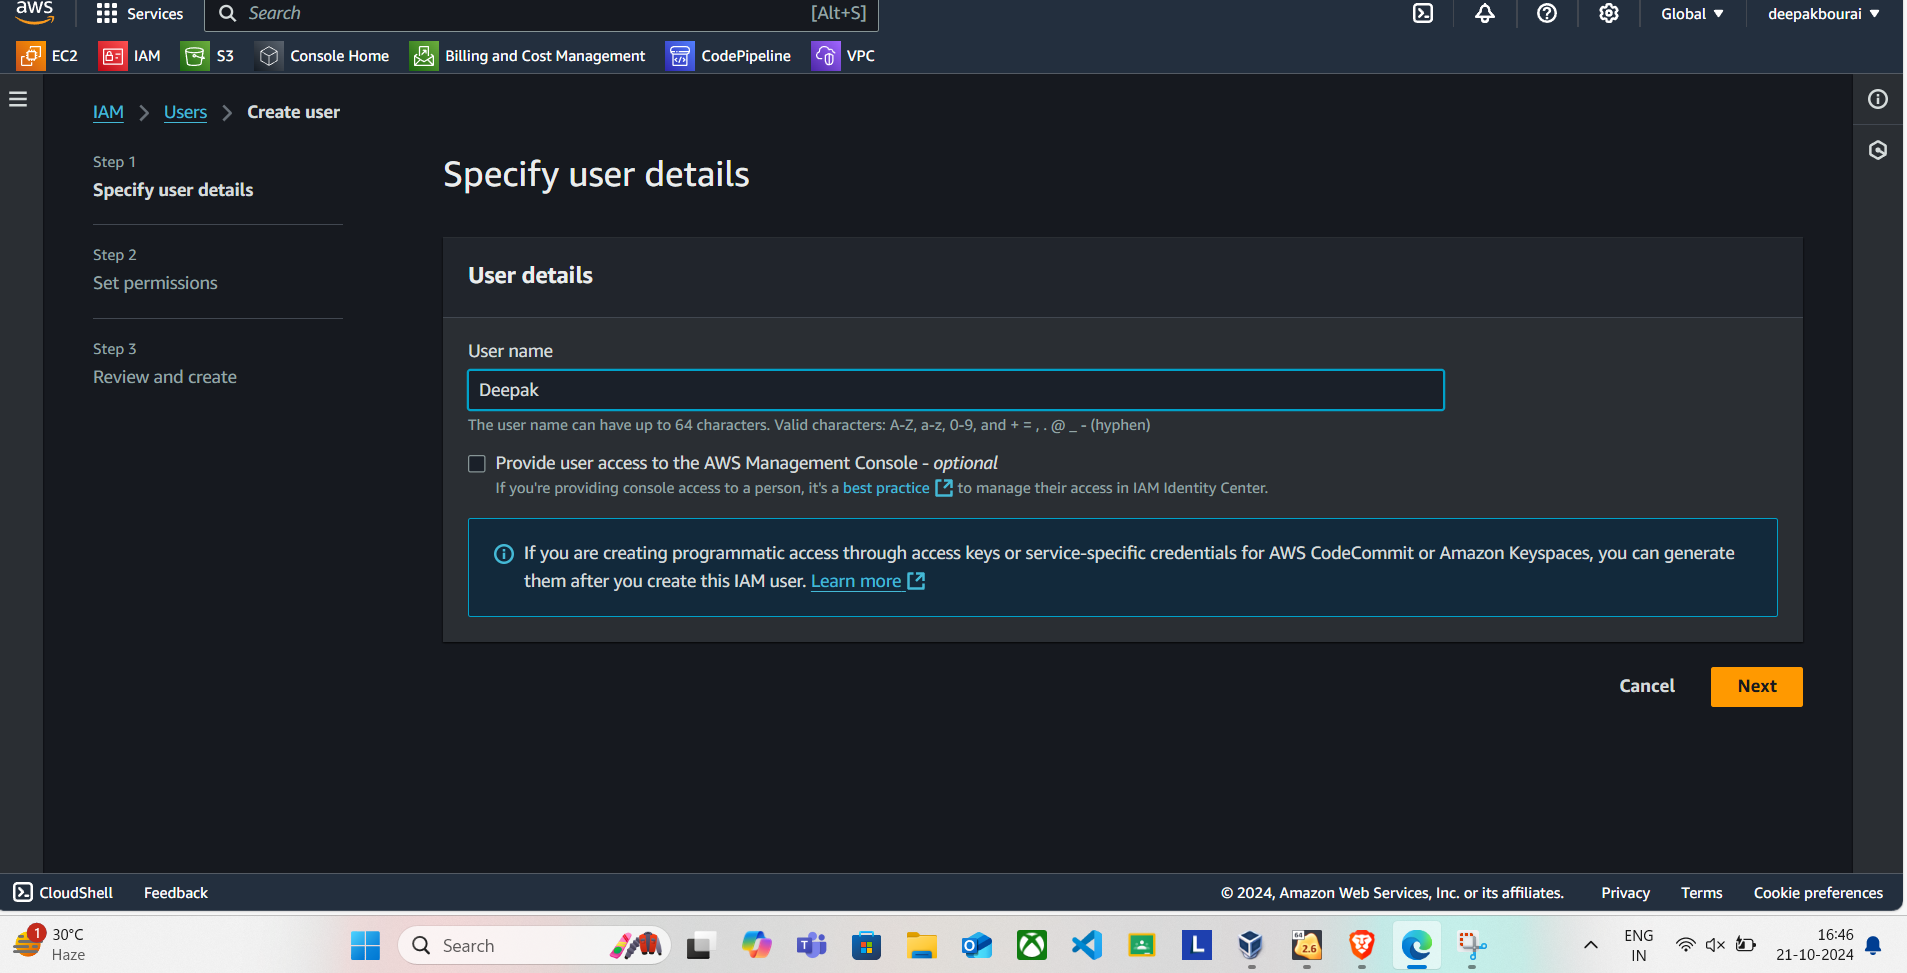 aws
Services
Search
[Alt+S]
Global
deepakbourai
EC2
IAM
S3
Console Home
Billing and Cost Management
CodePipeline
VPC
IAM
Users
Create user
Step 1
Specify user details
Step 2
Set permissions
Step 3
Review and create
Specify user details
User details
User name
Deepak
The user name can have up to 64 characters. Valid characters: A-Z, a-z, 0-9, and + = , . @ _ - (hyphen)
Provide user access to the AWS Management Console - optional
If you're providing console access to a person, it's a best practice to manage their access in IAM Identity Center.
If you are creating programmatic access through access keys or service-specific credentials for AWS CodeCommit or Amazon Keyspaces, you can generate
them after you create this IAM user. Learn more
Cancel
Next
CloudShell
Feedback
© 2024, Amazon Web Services, Inc. or its affiliates.
Privacy
Terms
Cookie preferences
1
30°C
Haze
Search
T
O
L
64
2.6
ENG
IN
16:46
21-10-2024